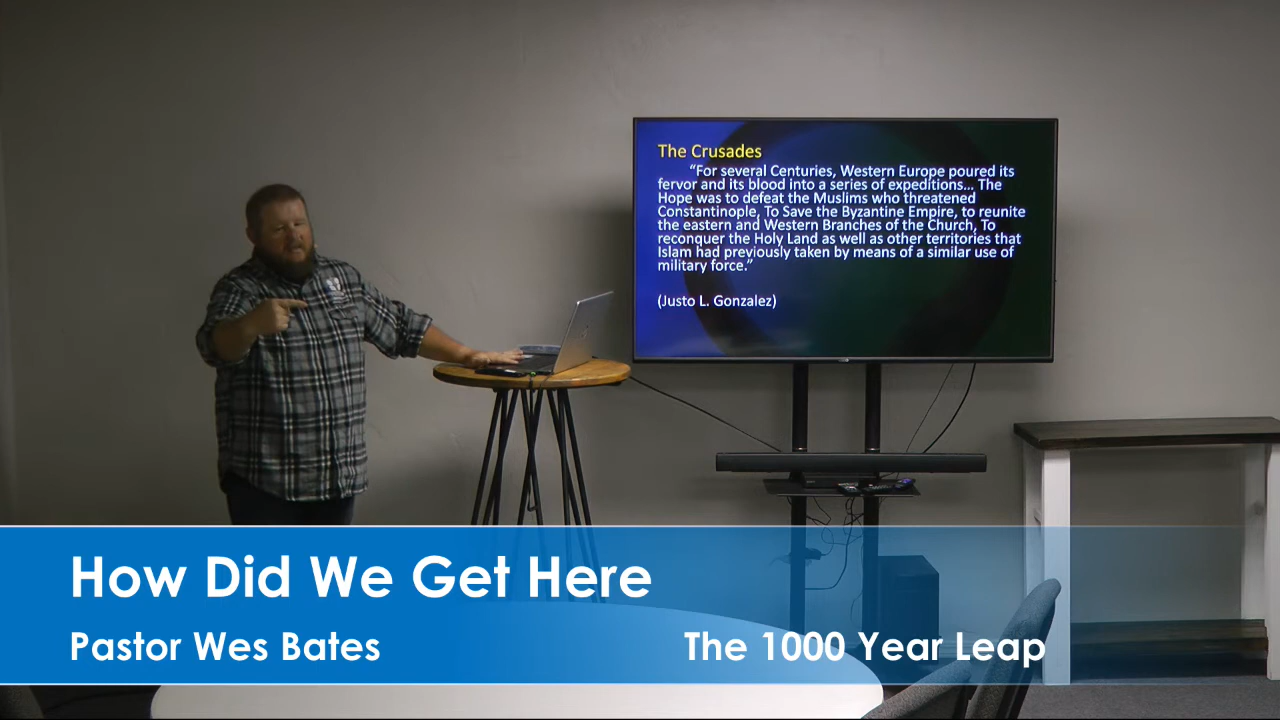 The Crusades
“For several Centuries, Western Europe poured its
fervor and its blood into a series of expeditions... The
Hope was to defeat the Muslims who threatened
Constantinople, To Save the Byzantine Empire, to reunite
the eastern and Western Branches of the Church, To
reconquer the Holy Land as well as other territories that
Islam had previously taken by means of a similar use of
military force.”
(Justo L. Gonzalez)
How Did We Get Here
Pastor Wes Bates
The 1000 Year Leap